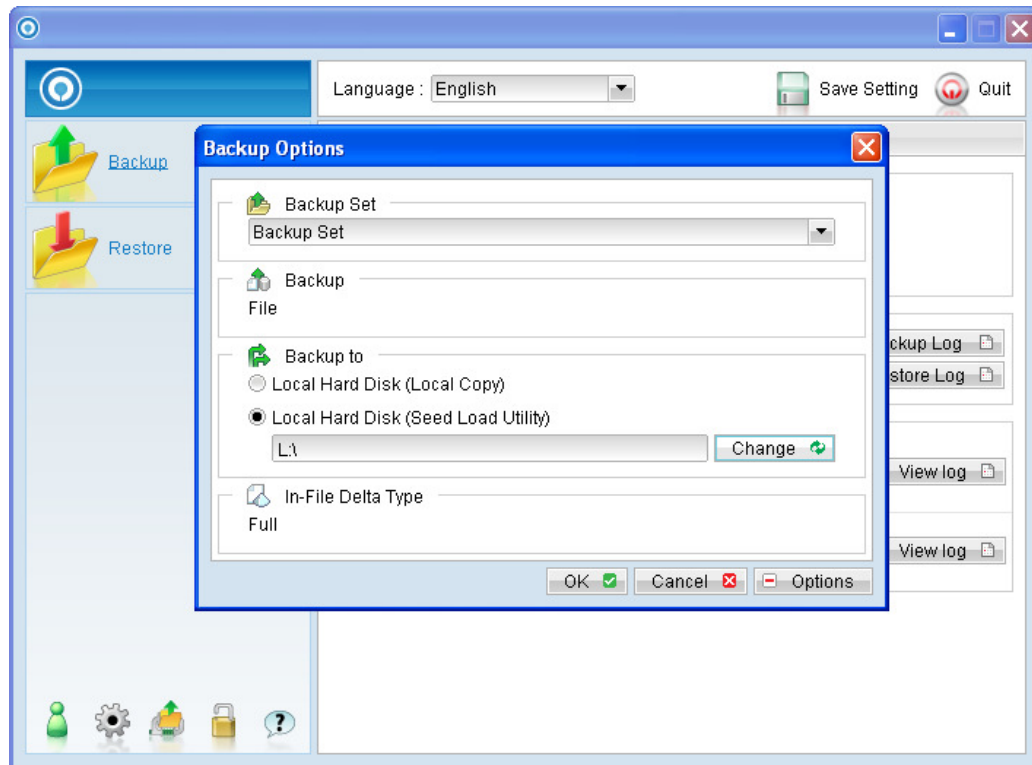 Language : English Save Setting Quit
Backup
Restore
Backup Options
Backup Set
Backup Set
Backup
File
Backup to
Local Hard Disk (Local Copy)
Local Hard Disk (Seed Load Utility)
L:\ Change
In-File Delta Type
Full
OK Cancel Options
ckup Log
store Log
View log
View log